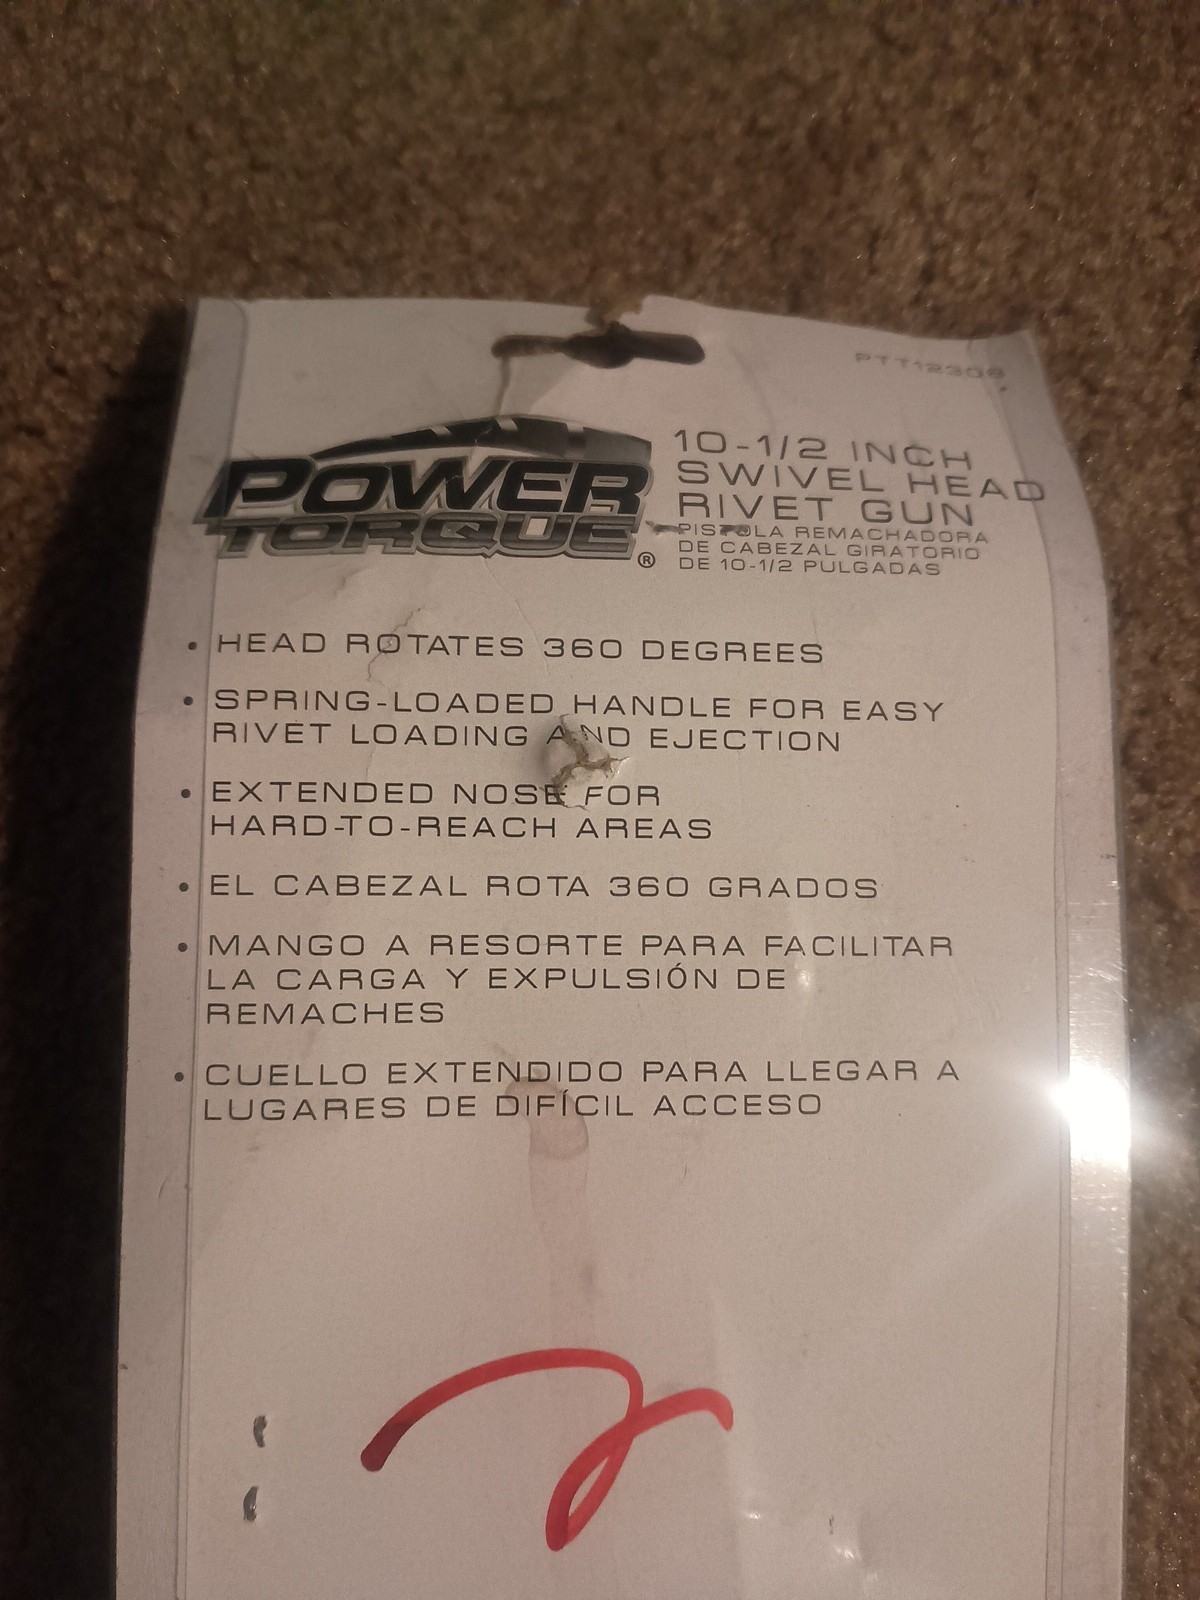 PTT12308
POWER
TORQUE®
10-1/2 INCH
SWIVEL HEAD
RIVET GUN
PISTOLA REMACHADORA
DE CABEZAL GIRATORIO
DE 10-1/2 PULGADAS
• HEAD ROTATES 360 DEGREES
• SPRING-LOADED HANDLE FOR EASY
RIVET LOADING AND EJECTION
• EXTENDED NOSE FOR
HARD-TO-REACH AREAS
• EL CABEZAL ROTA 360 GRADOS
• MANGO A RESORTE PARA FACILITAR
LA CARGA Y EXPULSIÓN DE
REMACHES
• CUELLO EXTENDIDO PARA LLEGAR A
LUGARES DE DIFÍCIL ACCESO